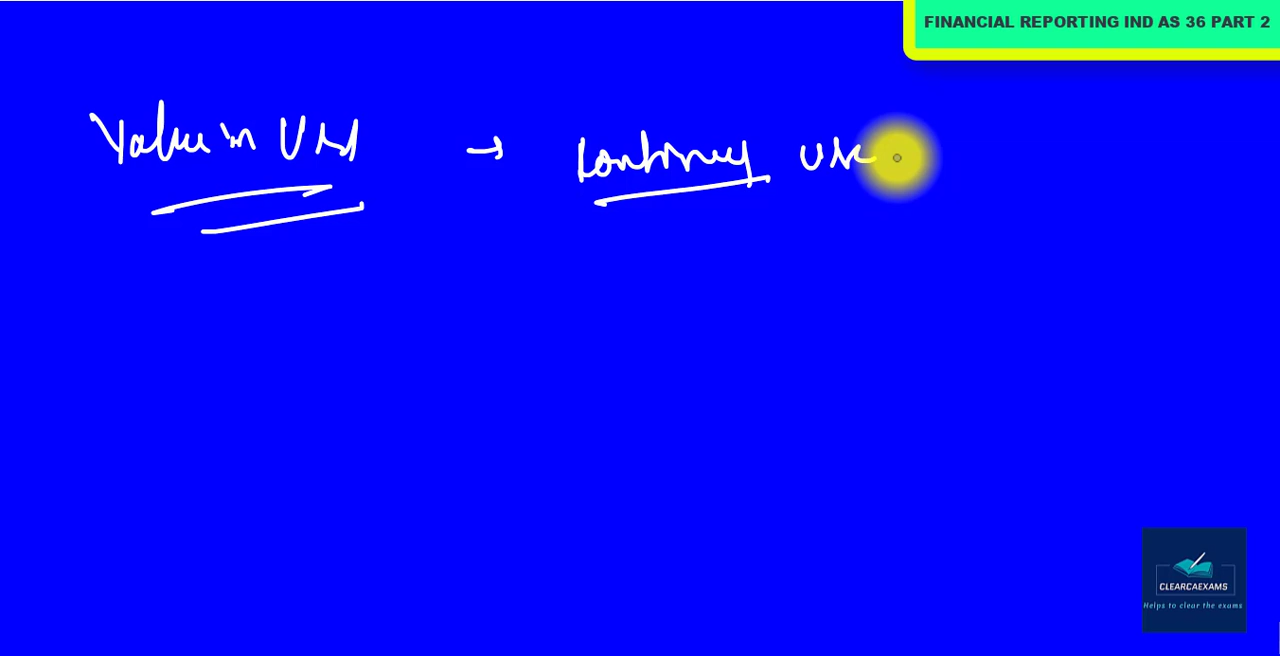 FINANCIAL REPORTING IND AS 36 PART 2
Value in Use → Continuing use
CLEARCAEXAMS
Helps to clear the exams